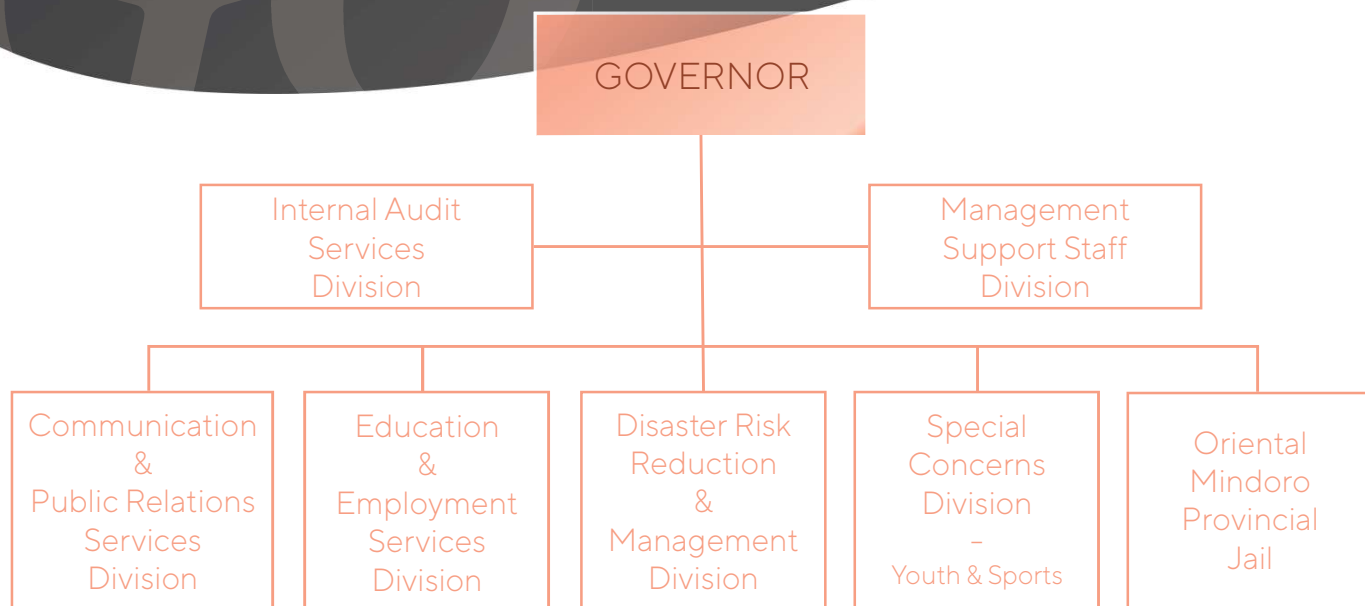 GOVERNOR
Internal Audit
Services
Division
Management
Support Staff
Division
Communication
&
Public Relations
Services
Division
Education
&
Employment
Services
Division
Disaster Risk
Reduction
&
Management
Division
Special
Concerns
Division
–
Youth & Sports
Oriental
Mindoro
Provincial
Jail